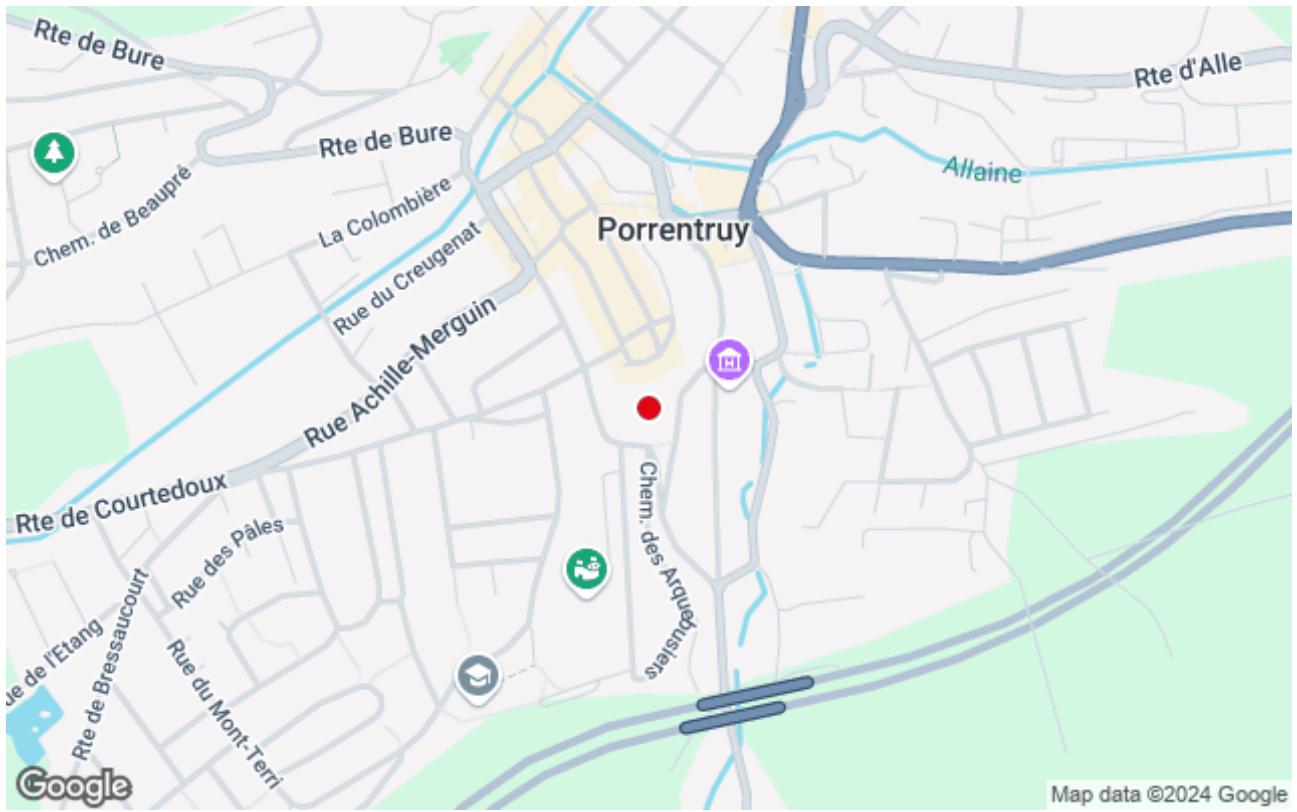 Rte de Bure
Rte d'Alle
Rte de Bure
Allaine
Chem. de Beaupré
La Colombière
Porrentruy
Rue du Creugenat
Rue Achille-Merguin
H
Rte de Courtedoux
Chem. des Arquebusiers
Rue des Pâles
ue de l'Etang
Rte de Bressaucourt
Rue du Mont-Terri
Google
Map data ©2024 Google